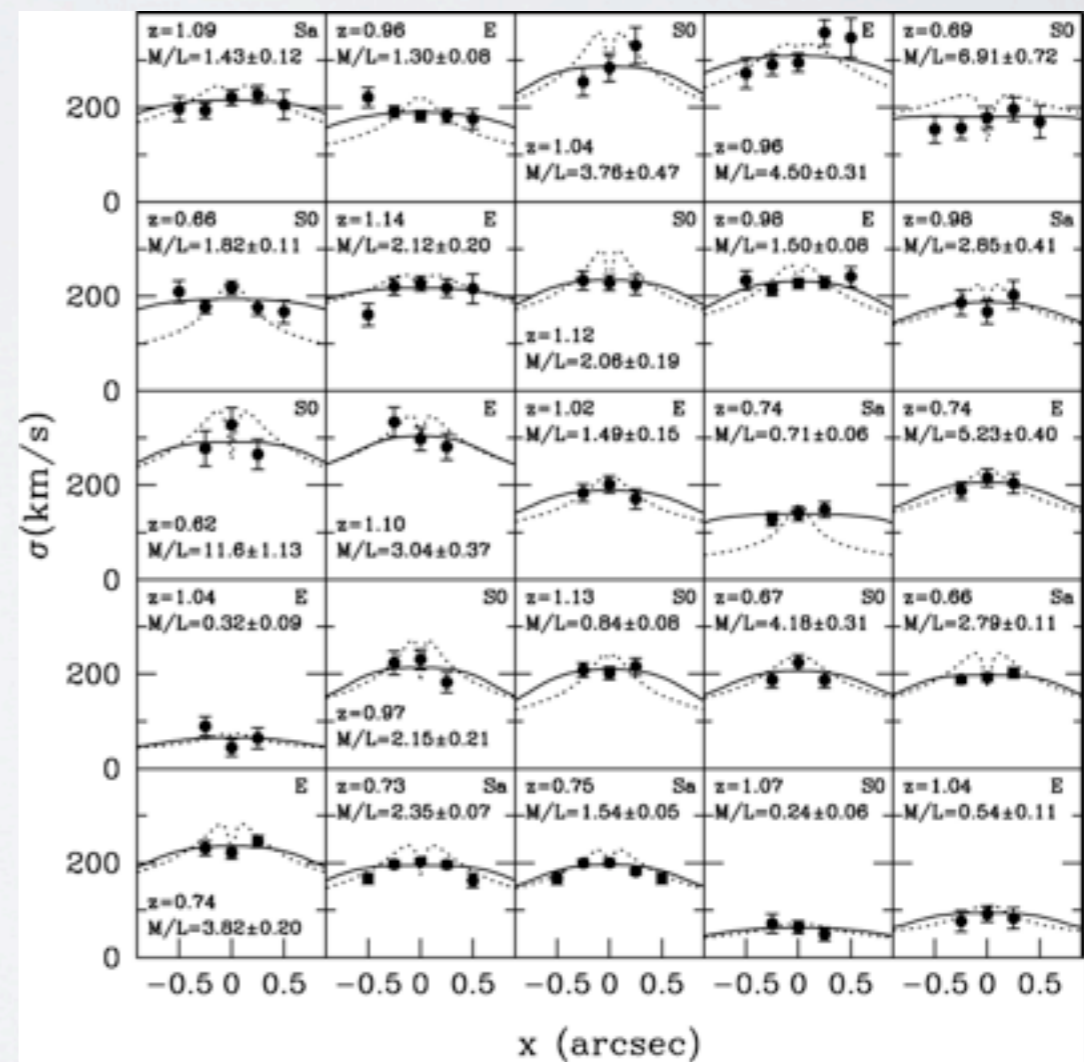 z=1.09 Sa
M/L=1.43±0.12
z=0.96 E
M/L=1.30±0.08
S0
z=1.04
M/L=3.76±0.47
E
z=0.96
M/L=4.50±0.31
z=0.69 S0
M/L=6.91±0.72
200
0
z=0.66 S0
M/L=1.82±0.11
z=1.14 E
M/L=2.12±0.20
S0
z=1.12
M/L=2.06±0.19
z=0.98 E
M/L=1.50±0.08
z=0.98 Sa
M/L=2.85±0.41
200
0
S0
z=0.62
M/L=11.6±1.13
E
z=1.10
M/L=3.04±0.37
z=1.02 E
M/L=1.49±0.15
z=0.74 Sa
M/L=0.71±0.06
z=0.74 E
M/L=5.23±0.40
σ(km/s)
200
0
z=1.04 E
M/L=0.32±0.09
S0
z=0.97
M/L=2.15±0.21
z=1.13 S0
M/L=0.84±0.08
z=0.67 S0
M/L=4.18±0.31
z=0.66 Sa
M/L=2.79±0.11
200
0
E
z=0.74
M/L=3.82±0.20
z=0.73 Sa
M/L=2.35±0.07
z=0.75 Sa
M/L=1.54±0.05
z=1.07 S0
M/L=0.24±0.06
z=1.04 E
M/L=0.54±0.11
200
0
−0.5 0 0.5 −0.5 0 0.5 −0.5 0 0.5 −0.5 0 0.5 −0.5 0 0.5
x (arcsec)